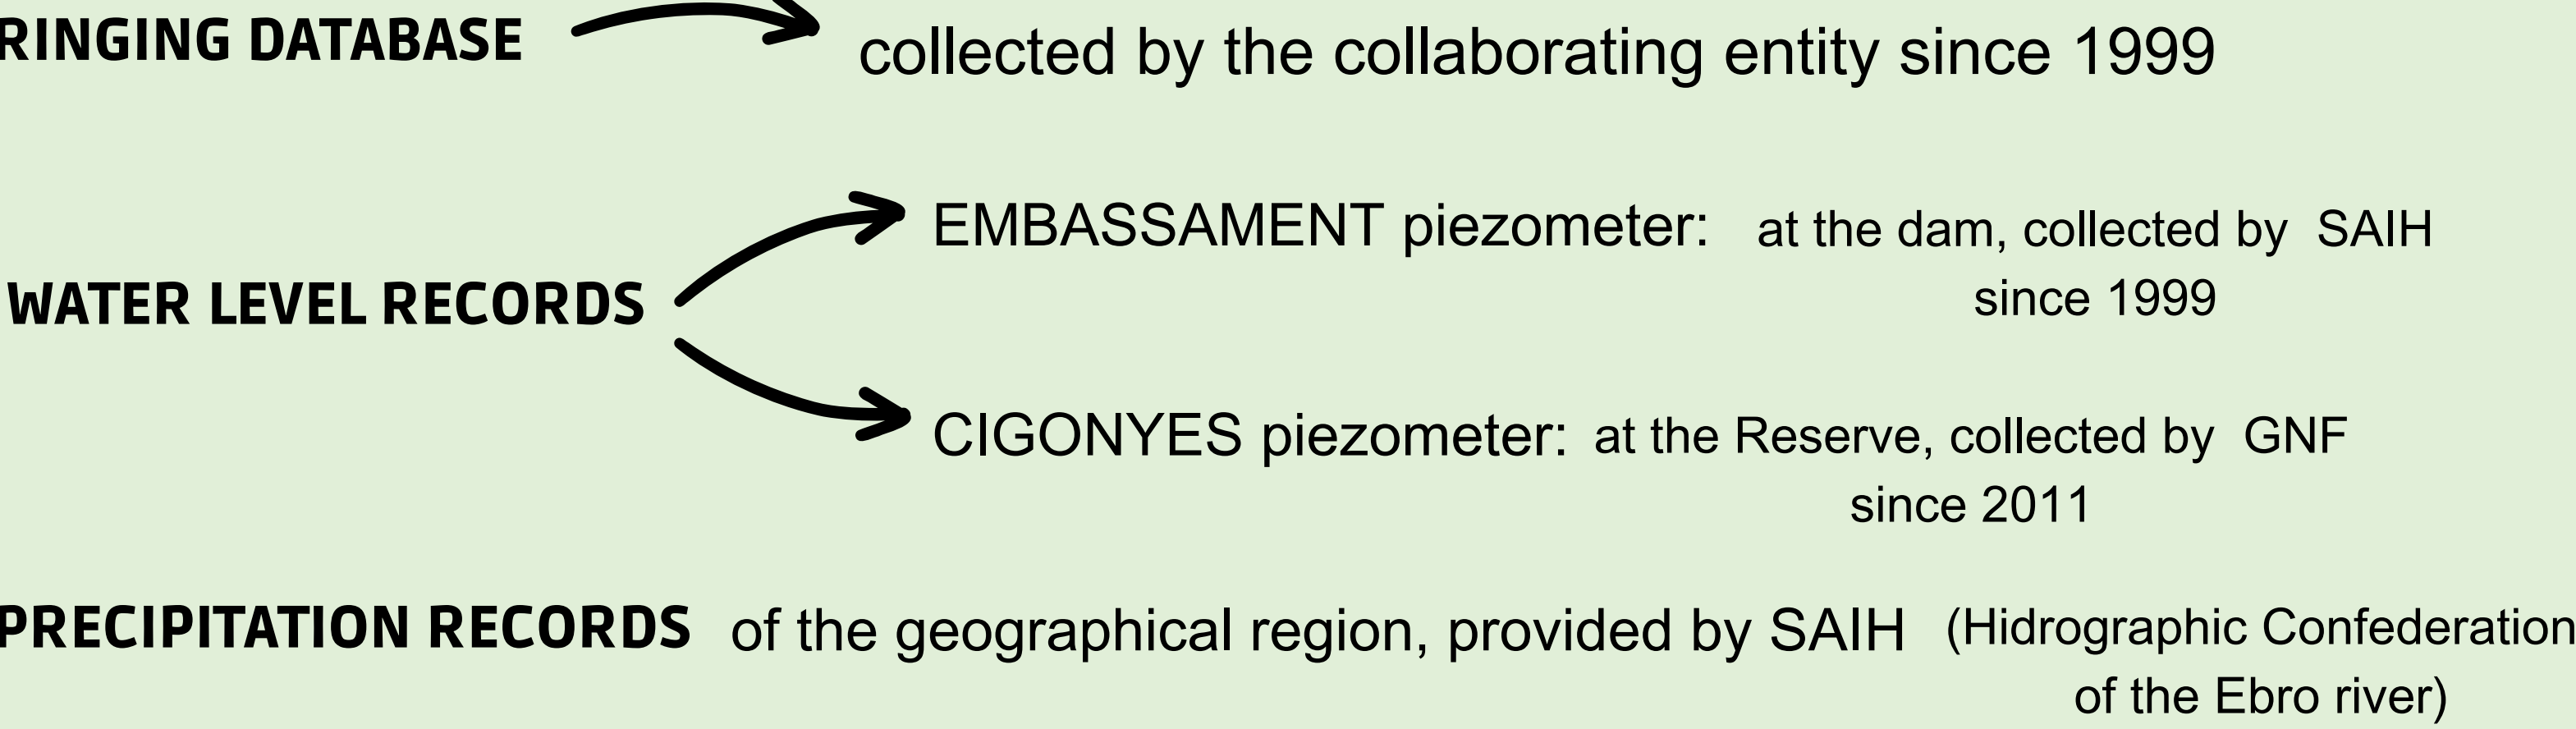 RINGING DATABASE collected by the collaborating entity since 1999
EMBASSAMENT piezometer: at the dam, collected by SAIH
since 1999
WATER LEVEL RECORDS
CIGONYES piezometer: at the Reserve, collected by GNF
since 2011
PRECIPITATION RECORDS of the geographical region, provided by SAIH (Hidrographic Confederation
of the Ebro river)